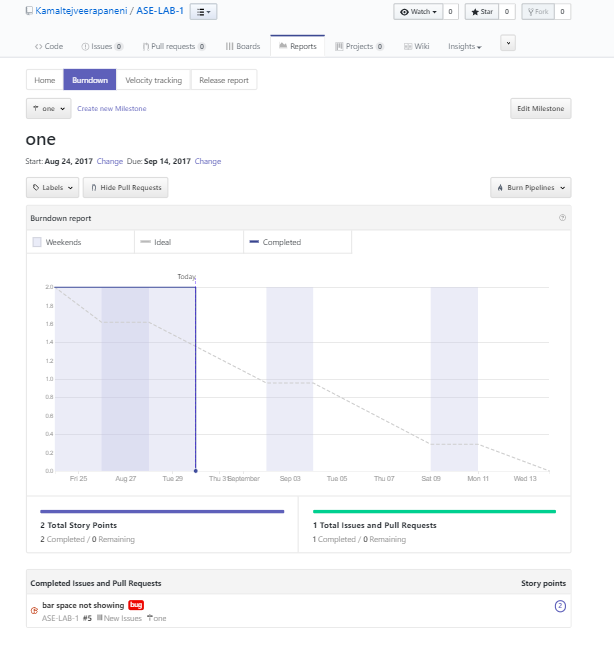 Kamaltejveerapaneni / ASE-LAB-1
Watch 0 Star 0 Fork 0
Code Issues 0 Pull requests 0 Boards Reports Projects 0 Wiki Insights
Home Burndown Velocity tracking Release report
one Create new Milestone Edit Milestone
one
Start: Aug 24, 2017 Change Due: Sep 14, 2017 Change
Labels Hide Pull Requests Burn Pipelines
Burndown report
Weekends Ideal Completed
Today
2.0
1.8
1.6
1.4
1.2
1.0
0.8
0.6
0.4
0.2
0.0
Fri 25 Aug 27 Tue 29 Thu 31 September Sep 03 Tue 05 Thu 07 Sat 09 Mon 11 Wed 13
2 Total Story Points 1 Total Issues and Pull Requests
2 Completed / 0 Remaining 1 Completed / 0 Remaining
Completed Issues and Pull Requests Story points
bar space not showing bug 2
ASE-LAB-1 #5 New Issues one